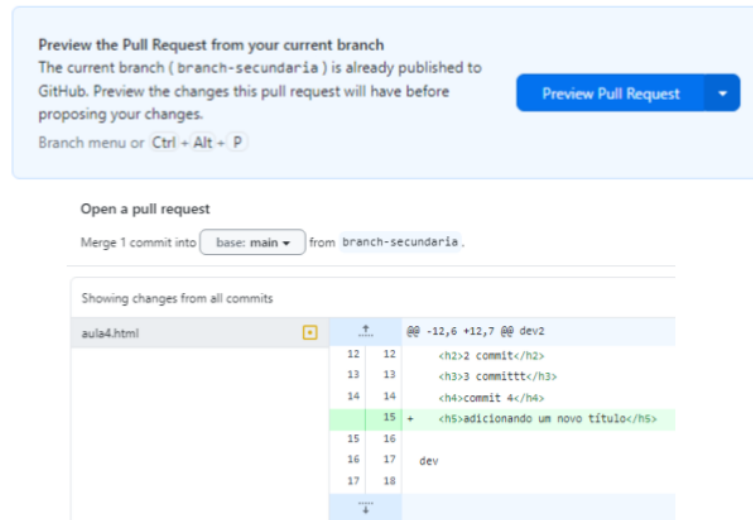 Preview the Pull Request from your current branch
The current branch ( branch-secundaria ) is already published to
GitHub. Preview the changes this pull request will have before
proposing your changes.
Branch menu or Ctrl + Alt + P
Preview Pull Request
Open a pull request
Merge 1 commit into base: main from branch-secundaria .
Showing changes from all commits
aula4.html
@@ -12,6 +12,7 @@ dev2
12 12 <h2>2 commit</h2>
13 13 <h3>3 committt</h3>
14 14 <h4>commit 4</h4>
15 + <h5>adicionando um novo título</h5>
15 16
16 17 dev
17 18